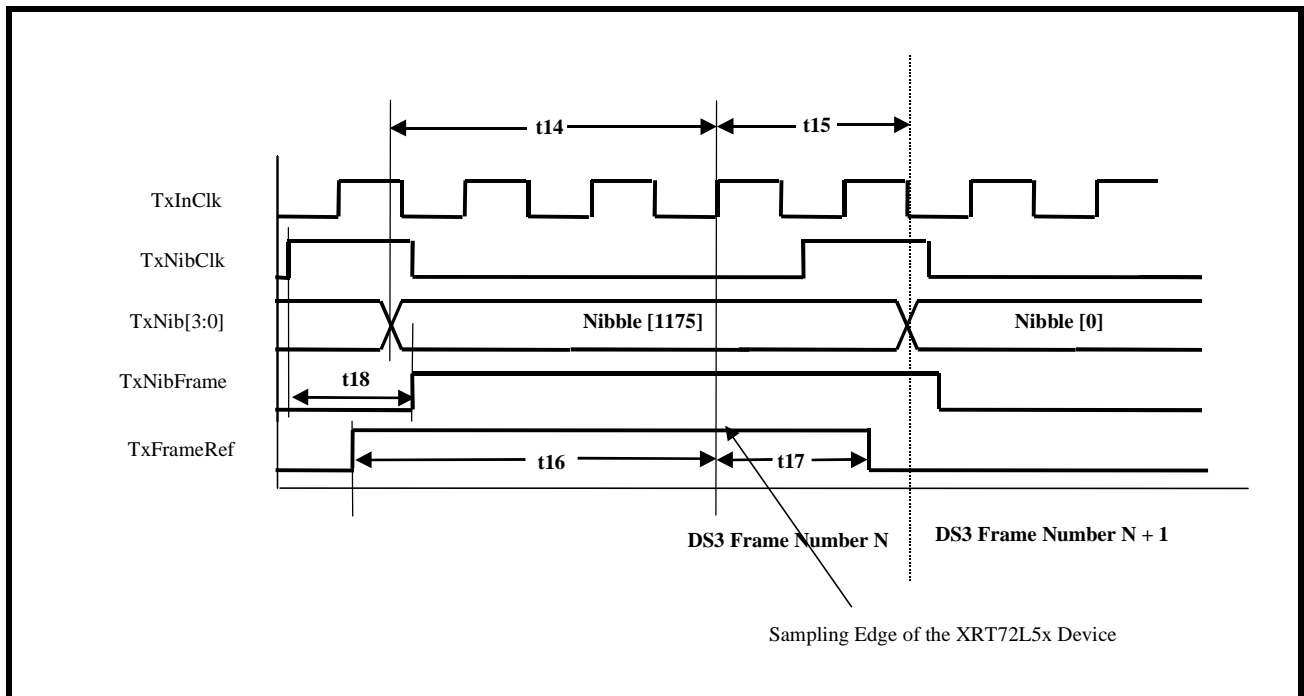 t14
t15
TxInClk
TxNibClk
TxNib[3:0]
Nibble [1175]
Nibble [0]
TxNibFrame
t18
TxFrameRef
t16
t17
DS3 Frame Number N
DS3 Frame Number N + 1
Sampling Edge of the XRT72L5x Device